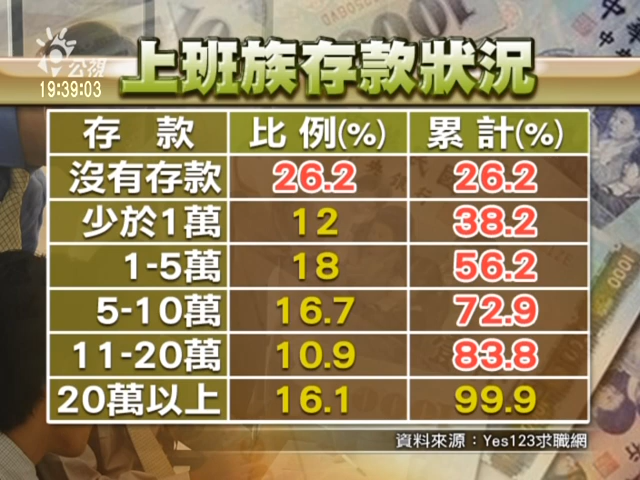 公視
19:39:03
上班族存款狀況
存款 比例(%) 累計(%)
沒有存款 26.2 26.2
少於1萬 12 38.2
1-5萬 18 56.2
5-10萬 16.7 72.9
11-20萬 10.9 83.8
20萬以上 16.1 99.9
資料來源：Yes123求職網